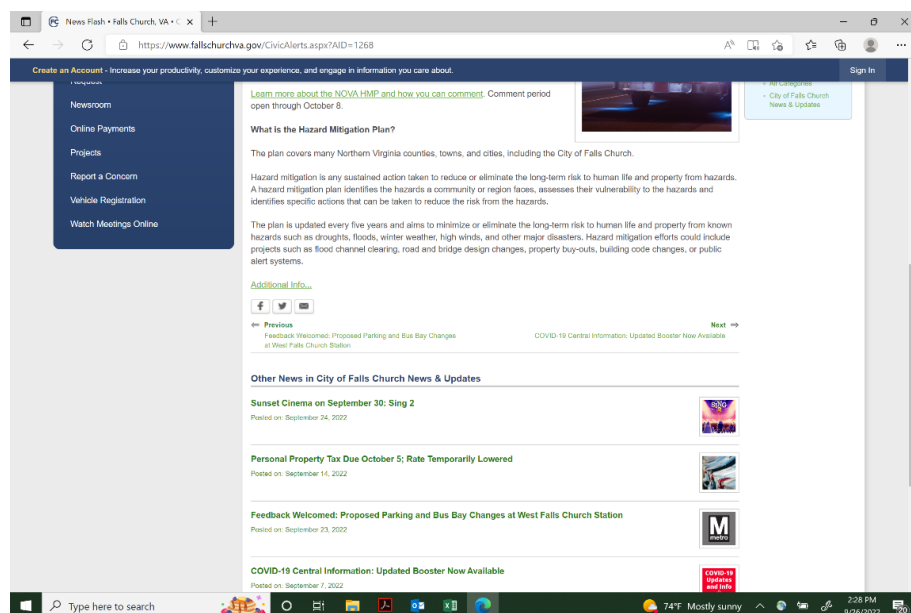 News Flash • Falls Church, VA •
https://www.fallschurchva.gov/CivicAlerts.aspx?AID=1268
Create an Account - Increase your productivity, customize your experience, and engage in information you care about.
Sign In
Request
Newsroom
Online Payments
Projects
Report a Concern
Vehicle Registration
Watch Meetings Online
Learn more about the NOVA HMP and how you can comment. Comment period
open through October 8.
What is the Hazard Mitigation Plan?
The plan covers many Northern Virginia counties, towns, and cities, including the City of Falls Church.
Hazard mitigation is any sustained action taken to reduce or eliminate the long-term risk to human life and property from hazards.
A hazard mitigation plan identifies the hazards a community or region faces, assesses their vulnerability to the hazards and
identifies specific actions that can be taken to reduce the risk from the hazards.
The plan is updated every five years and aims to minimize or eliminate the long-term risk to human life and property from known
hazards such as droughts, floods, winter weather, high winds, and other major disasters. Hazard mitigation efforts could include
projects such as flood channel clearing, road and bridge design changes, property buy-outs, building code changes, or public
alert systems.
Additional Info...
Previous
Feedback Welcomed: Proposed Parking and Bus Bay Changes
at West Falls Church Station
Next
COVID-19 Central Information: Updated Booster Now Available
All Categories
City of Falls Church
News & Updates
Other News in City of Falls Church News & Updates
Sunset Cinema on September 30: Sing 2
Posted on: September 24, 2022
SING
Personal Property Tax Due October 5; Rate Temporarily Lowered
Posted on: September 14, 2022
Feedback Welcomed: Proposed Parking and Bus Bay Changes at West Falls Church Station
Posted on: September 23, 2022
M
metro
COVID-19 Central Information: Updated Booster Now Available
Posted on: September 7, 2022
COVID-19
Updates
and Info
Type here to search
74°F Mostly sunny
2:28 PM
9/26/2022
20